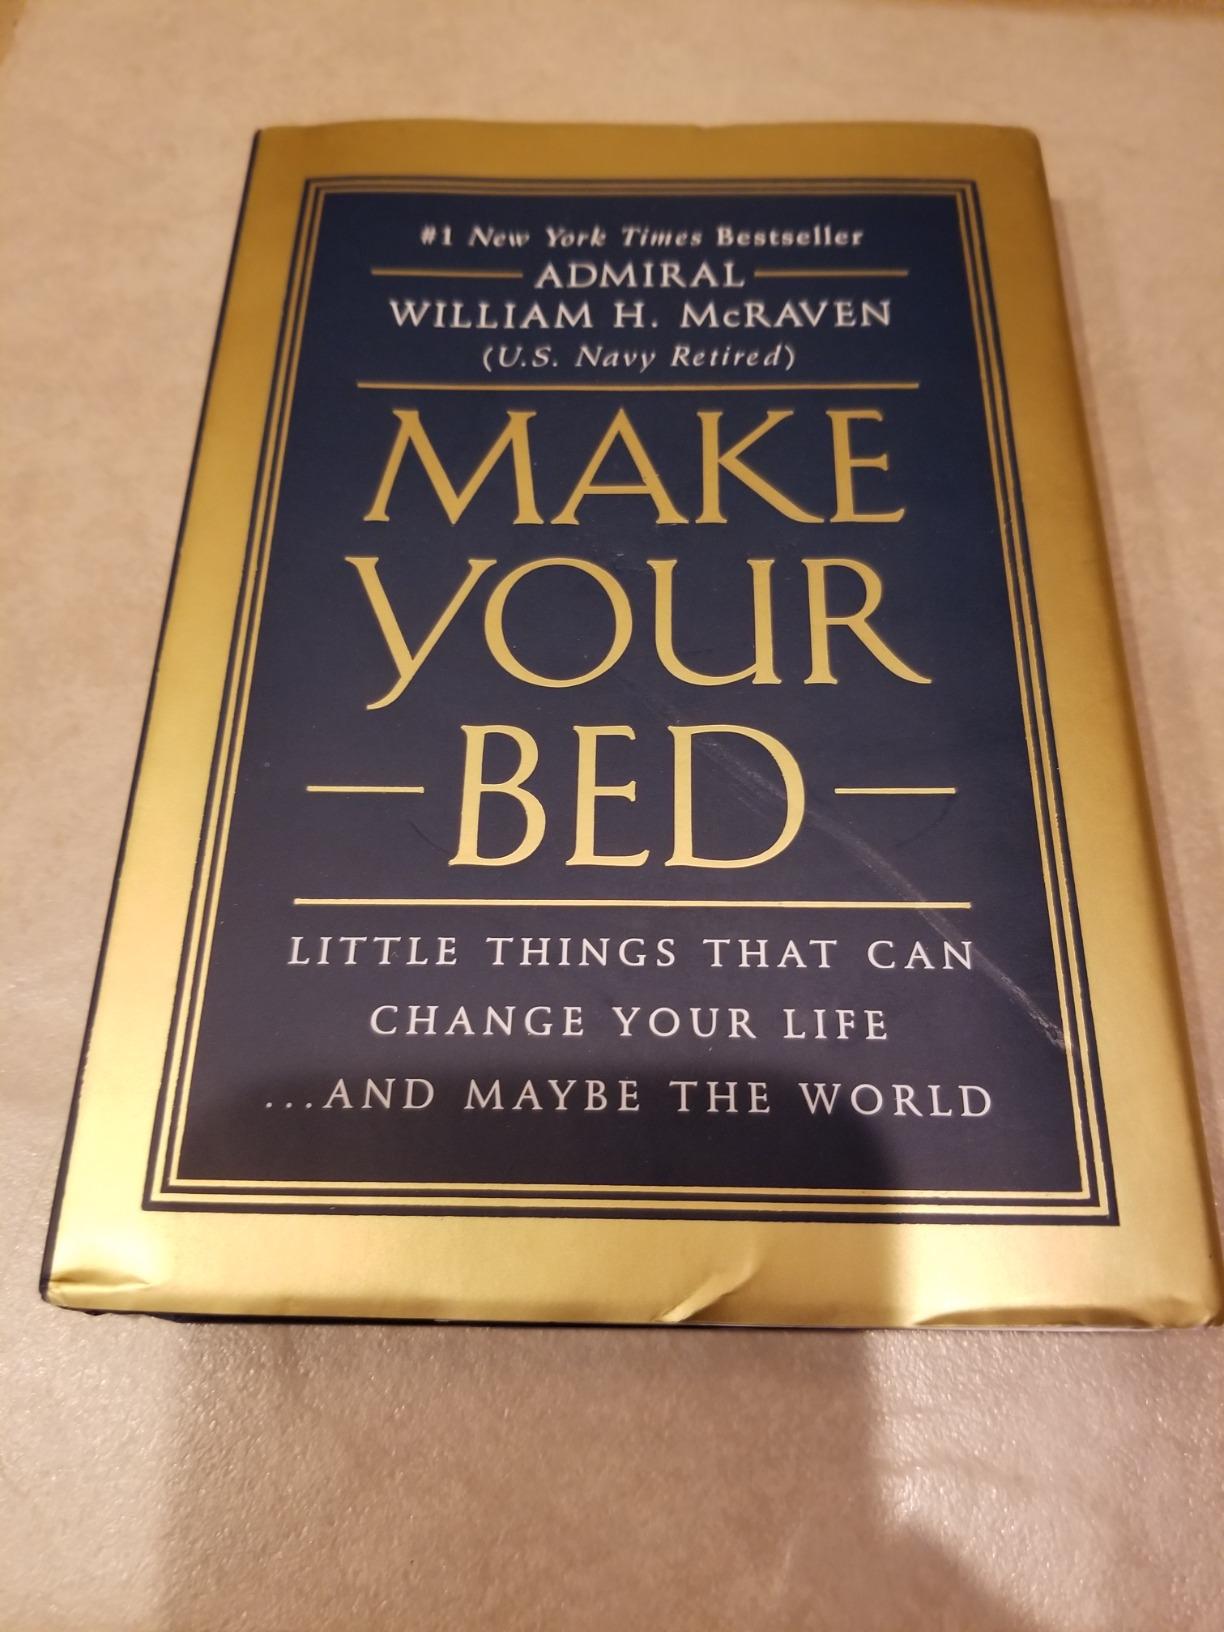 #1 New York Times Bestseller
ADMIRAL
WILLIAM H. McRAVEN
(U.S. Navy Retired)
MAKE
YOUR
BED
LITTLE THINGS THAT CAN
CHANGE YOUR LIFE
...AND MAYBE THE WORLD